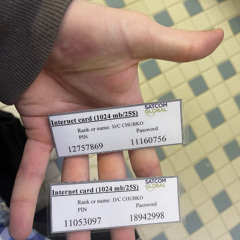 Internet card (1024 mb/25$)
SATCOM
GLOBAL
Rank or name: D/C CHUBKO
PIN Password
12757869 11160756
Internet card (1024 mb/25$)
SATCOM
GLOBAL
Rank or name: D/C CHUBKO
PIN Password
11053097 18942998